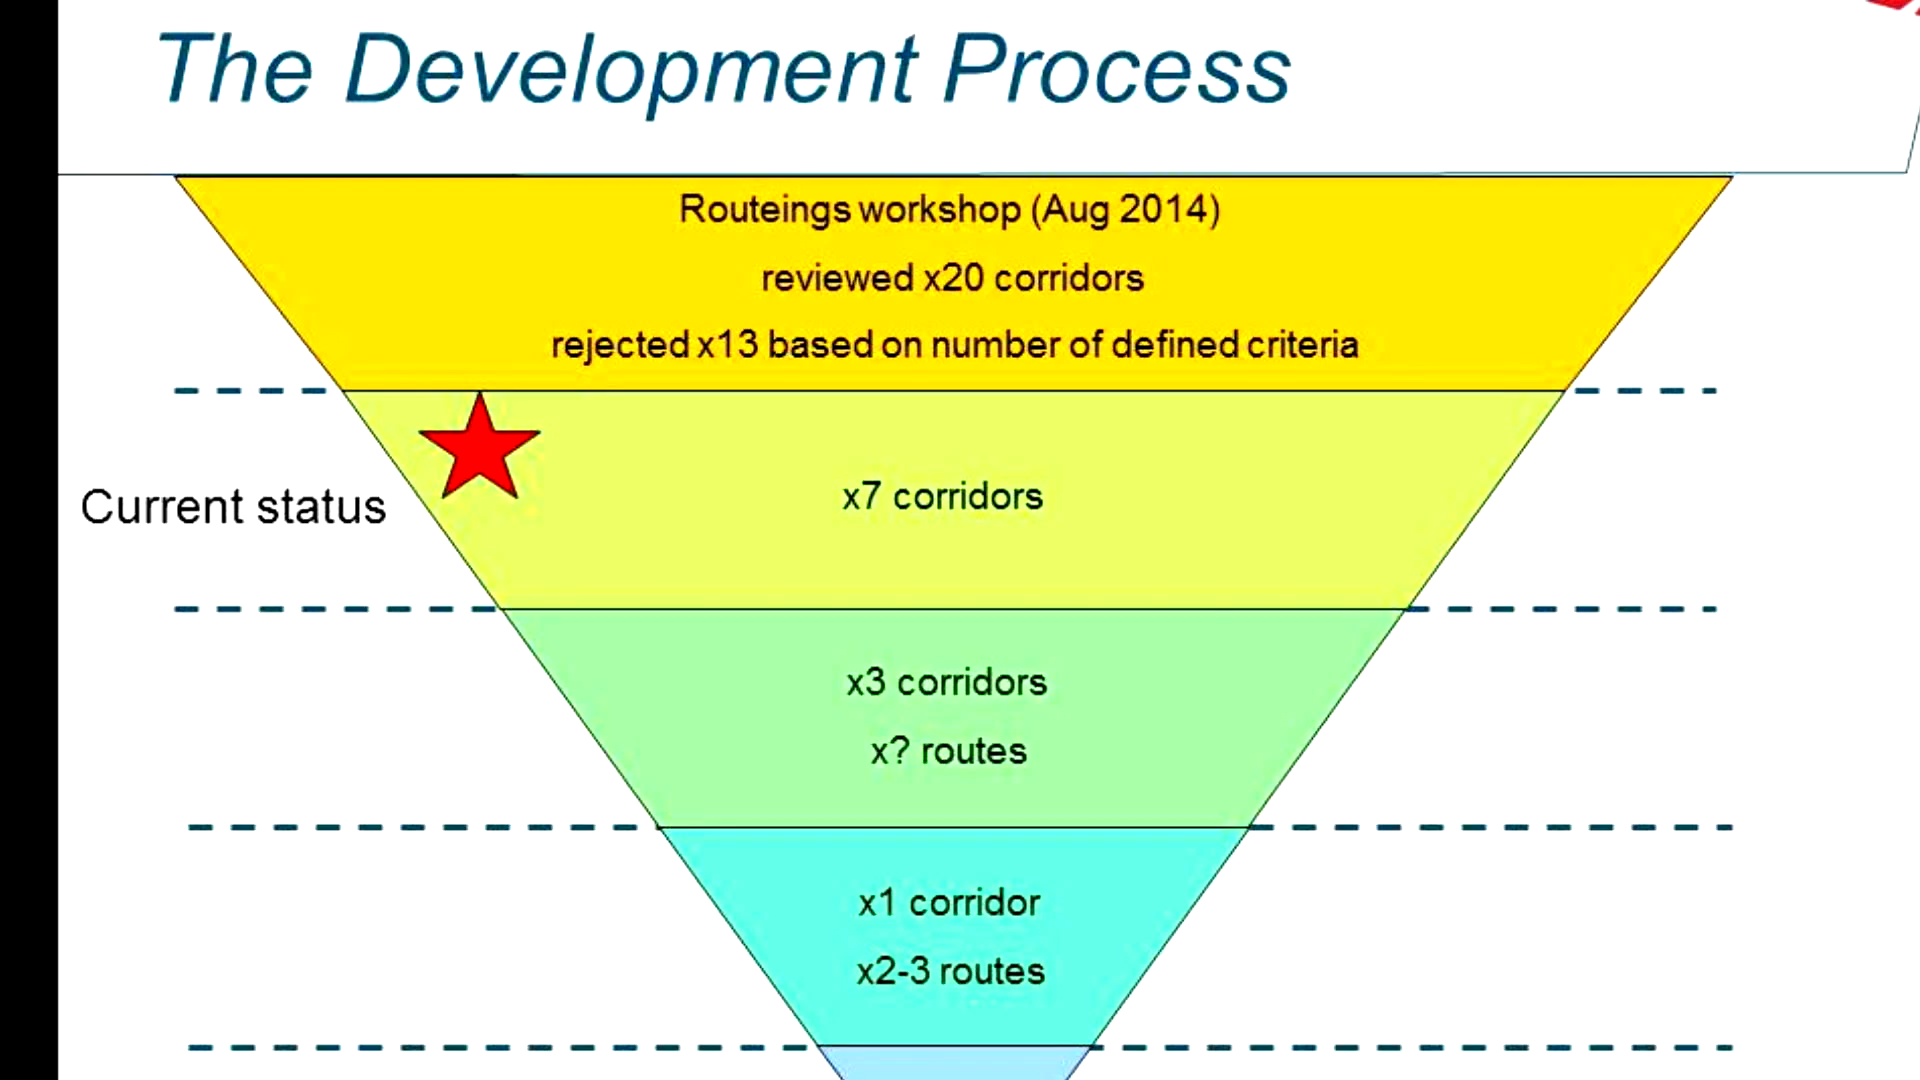 The Development Process
Routeings workshop (Aug 2014)
reviewed x20 corridors
rejected x13 based on number of defined criteria
Current status
x7 corridors
x3 corridors
x? routes
x1 corridor
x2-3 routes